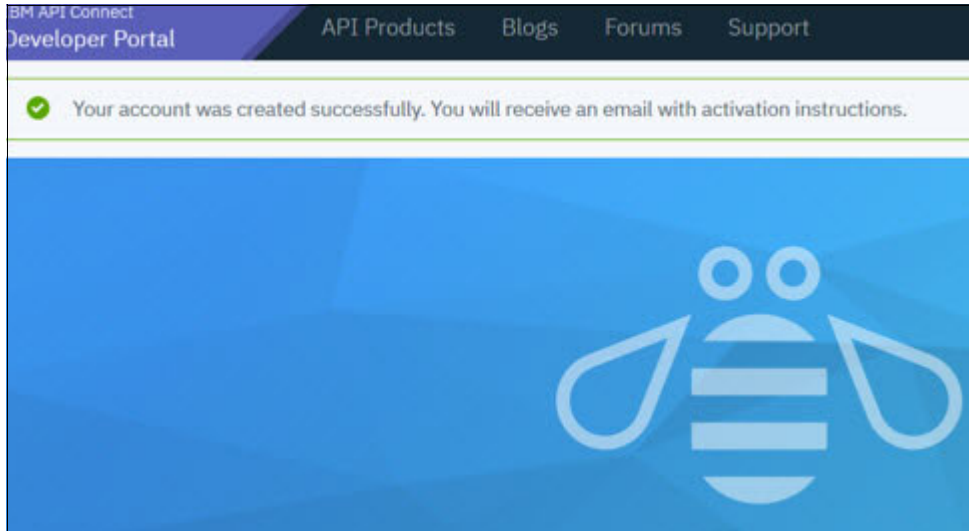 IBM API Connect
Developer Portal
API Products Blogs Forums Support
Your account was created successfully. You will receive an email with activation instructions.